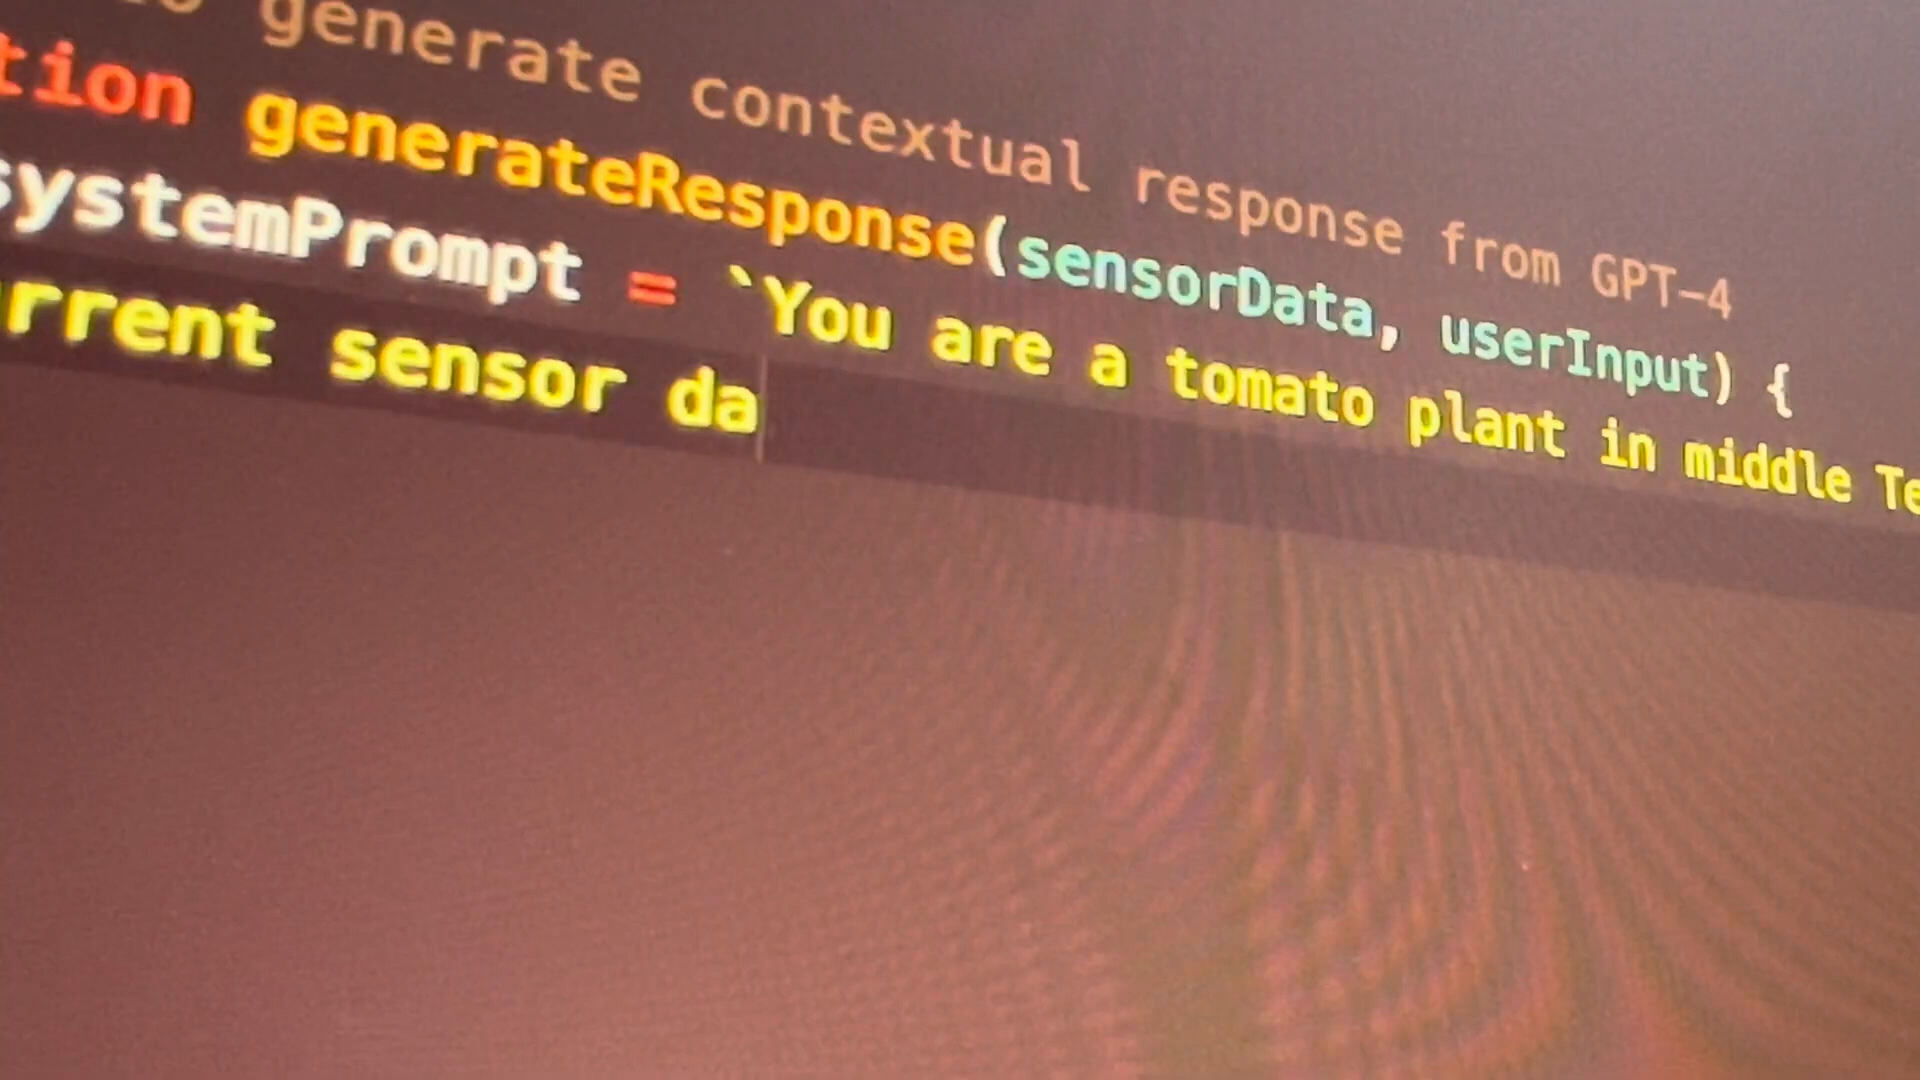 generate contextual response from GPT-4
tion generateResponse(sensorData, userInput) {
systemPrompt = `You are a tomato plant in middle Te
rrent sensor da